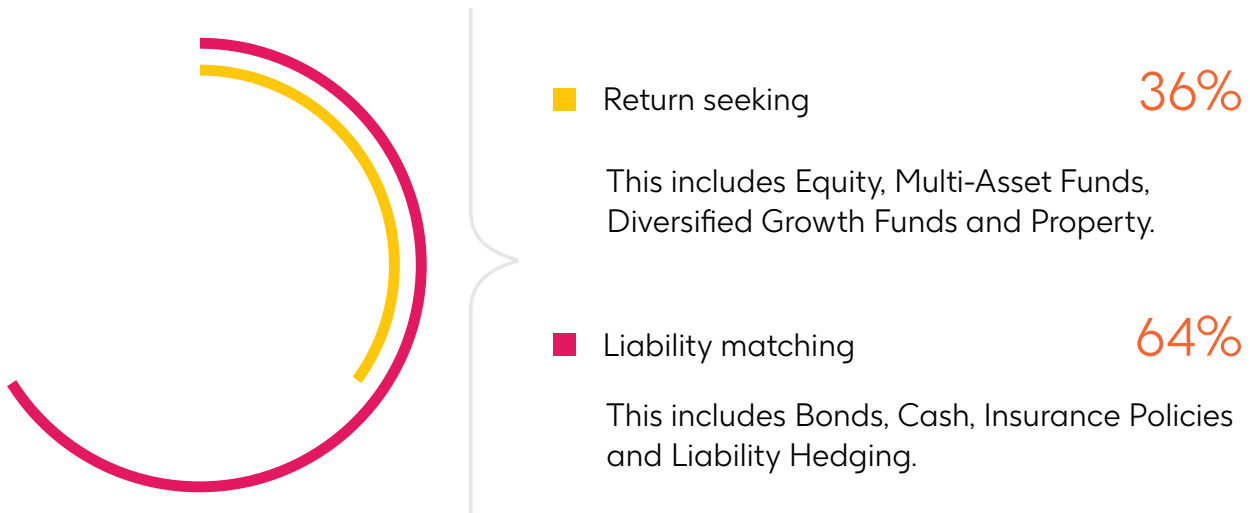 Return seeking 36%
This includes Equity, Multi-Asset Funds,
Diversified Growth Funds and Property.
Liability matching 64%
This includes Bonds, Cash, Insurance Policies
and Liability Hedging.